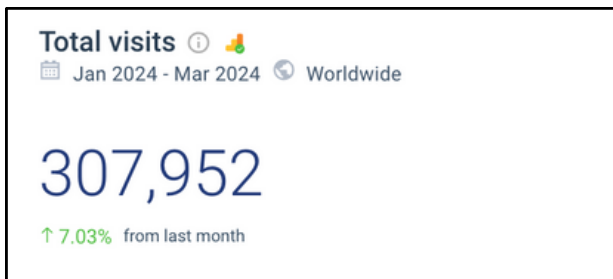 Total visits
Jan 2024 - Mar 2024 Worldwide
307,952
↑ 7.03% from last month